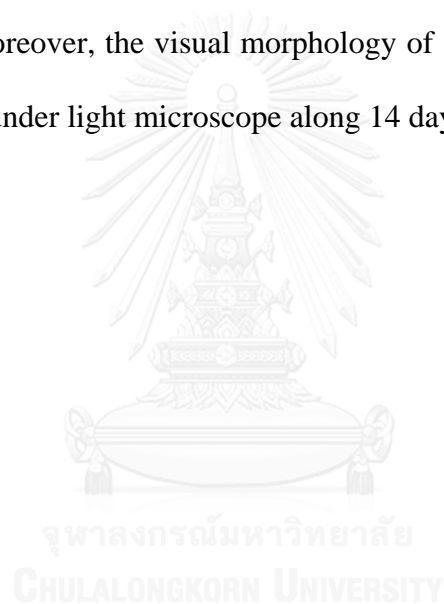 oreover, the visual morphology of
under light microscope along 14 day
จุฬาลงกรณ์มหาวิทยาลัย
CHULALONGKORN UNIVERSITY